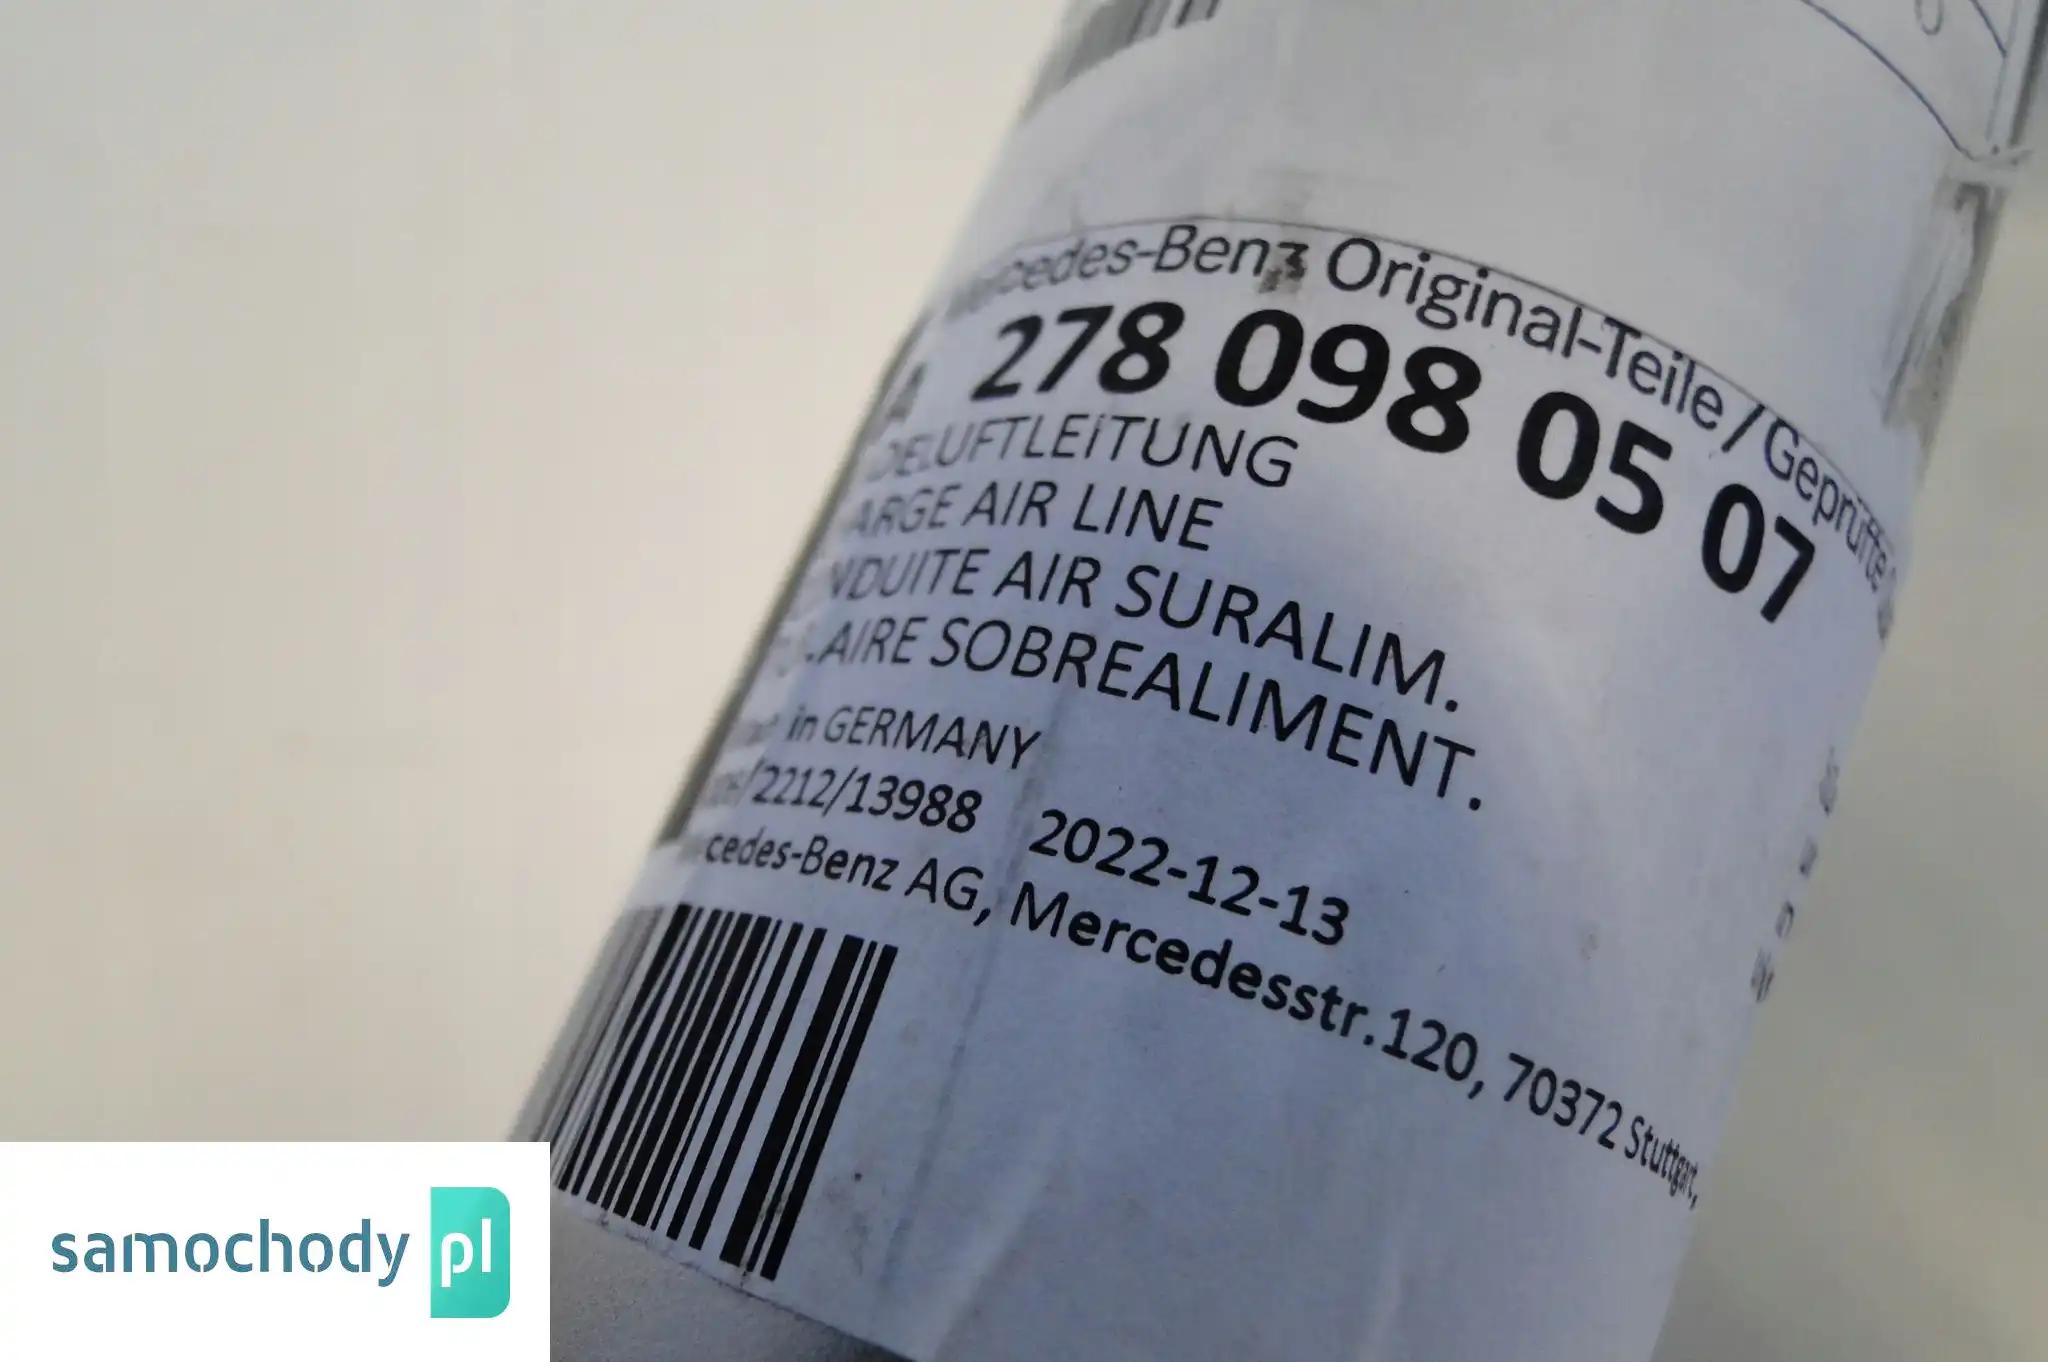 Mercedes-Benz Original-Teile / Geprüfte
A 278 098 05 07
DELUFTLEITUNG
ARGE AIR LINE
NDUITE AIR SURALIM.
AIRE SOBREALIMENT.
in GERMANY
/2212/13988 2022-12-13
cedes-Benz AG, Mercedesstr.120, 70372 Stuttgart,
samochody pl